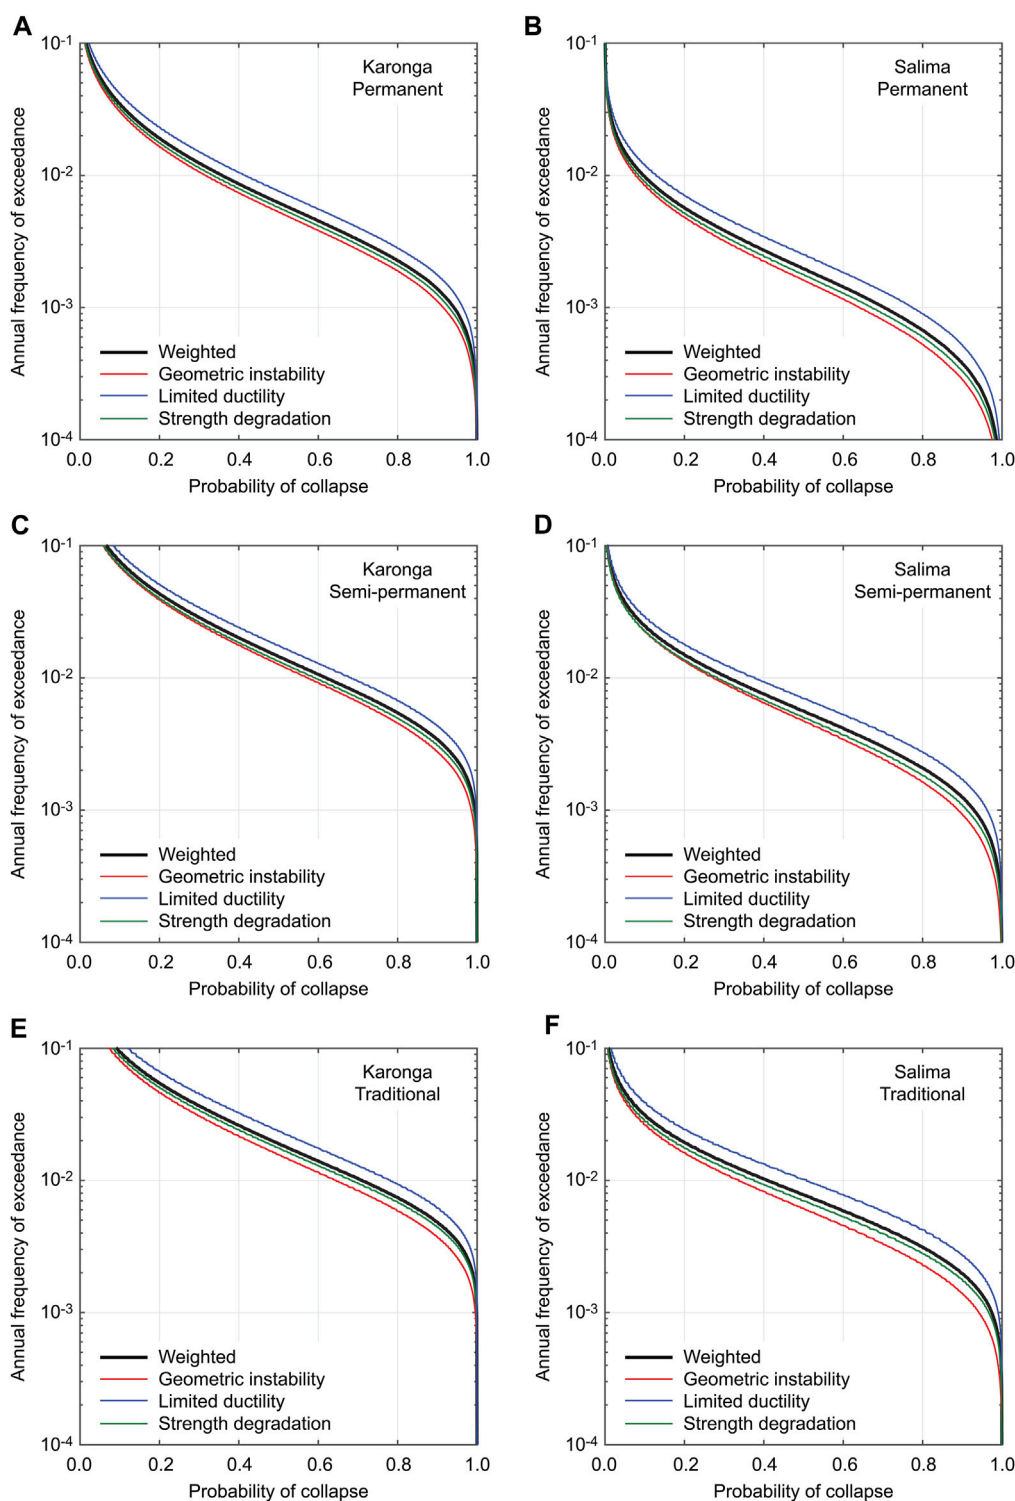 A
Karonga
Permanent
Annual frequency of exceedance
10-1
10-2
10-3
10-4
Weighted
Geometric instability
Limited ductility
Strength degradation
0.0 0.2 0.4 0.6 0.8 1.0
Probability of collapse
B
Salima
Permanent
Annual frequency of exceedance
10-1
10-2
10-3
10-4
Weighted
Geometric instability
Limited ductility
Strength degradation
0.0 0.2 0.4 0.6 0.8 1.0
Probability of collapse
C
Karonga
Semi-permanent
Annual frequency of exceedance
10-1
10-2
10-3
10-4
Weighted
Geometric instability
Limited ductility
Strength degradation
0.0 0.2 0.4 0.6 0.8 1.0
Probability of collapse
D
Salima
Semi-permanent
Annual frequency of exceedance
10-1
10-2
10-3
10-4
Weighted
Geometric instability
Limited ductility
Strength degradation
0.0 0.2 0.4 0.6 0.8 1.0
Probability of collapse
E
Karonga
Traditional
Annual frequency of exceedance
10-1
10-2
10-3
10-4
Weighted
Geometric instability
Limited ductility
Strength degradation
0.0 0.2 0.4 0.6 0.8 1.0
Probability of collapse
F
Salima
Traditional
Annual frequency of exceedance
10-1
10-2
10-3
10-4
Weighted
Geometric instability
Limited ductility
Strength degradation
0.0 0.2 0.4 0.6 0.8 1.0
Probability of collapse